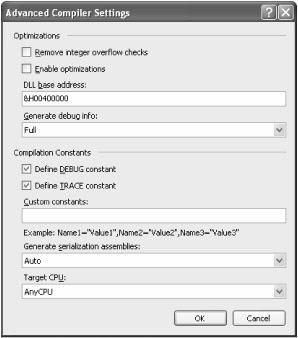 Advanced Compiler Settings
Optimizations
Remove integer overflow checks
Enable optimizations
DLL base address:
&H00400000
Generate debug info:
Full
Compilation Constants
Define DEBUG constant
Define TRACE constant
Custom constants:
Example: Name1="Value1",Name2="Value2",Name3="Value3"
Generate serialization assemblies:
Auto
Target CPU:
AnyCPU
OK
Cancel